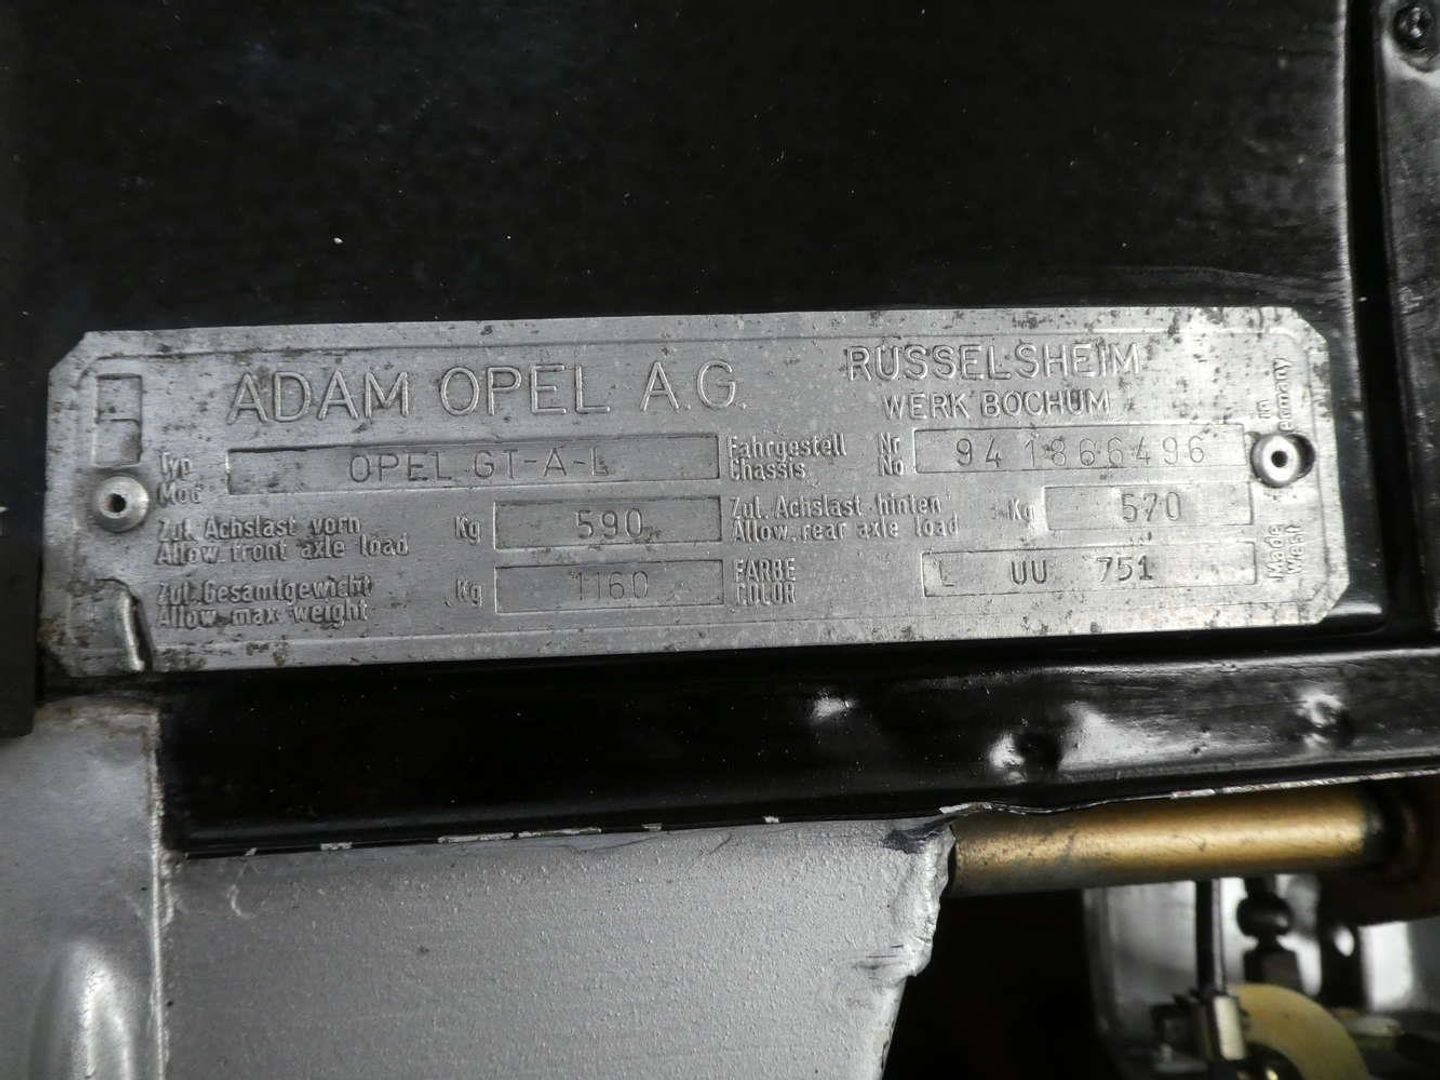 ADAM OPEL A.G.
RÜSSELSHEIM
WERK BOCHUM
Typ
Mod
OPEL GT-A-L
Fahrgestell
Chassis
Nr
No
94 1866496
Zul. Achslast vorn
Allow. front axle load
Kg
590
Zul. Achslast hinten
Allow. rear axle load
Kg
570
Zul. Gesamtgewicht
Allow. max weight
Kg
1160
FARBE
COLOR
L UU 751
Made in
West Germany